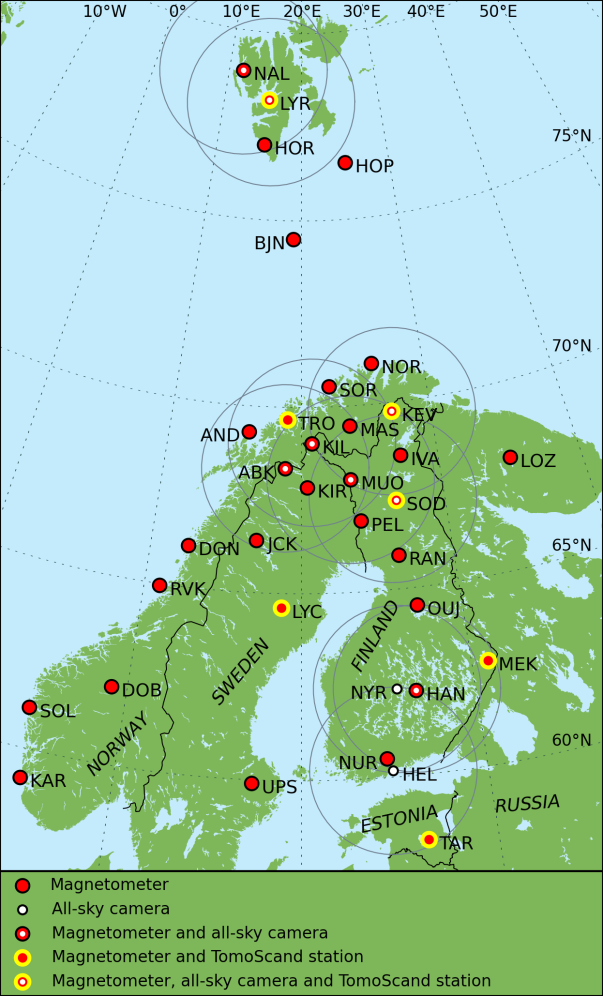 10°W 0° 10°E 20°E 30°E 40°E 50°E
NAL
LYR
75°N
HOR
HOP
BJN
70°N
NOR
SOR
KEV
TRO
MAS
AND
KIL
IVA
LOZ
ABK
MUO
KIR
SOD
PEL
65°N
JCK
DON
RAN
RVK
OUJ
LYC
FINLAND
SWEDEN
MEK
DOB
NYR
HAN
SOL
NORWAY
60°N
NUR
HEL
KAR
UPS
RUSSIA
ESTONIA
TAR
Magnetometer
All-sky camera
Magnetometer and all-sky camera
Magnetometer and TomoScand station
Magnetometer, all-sky camera and TomoScand station